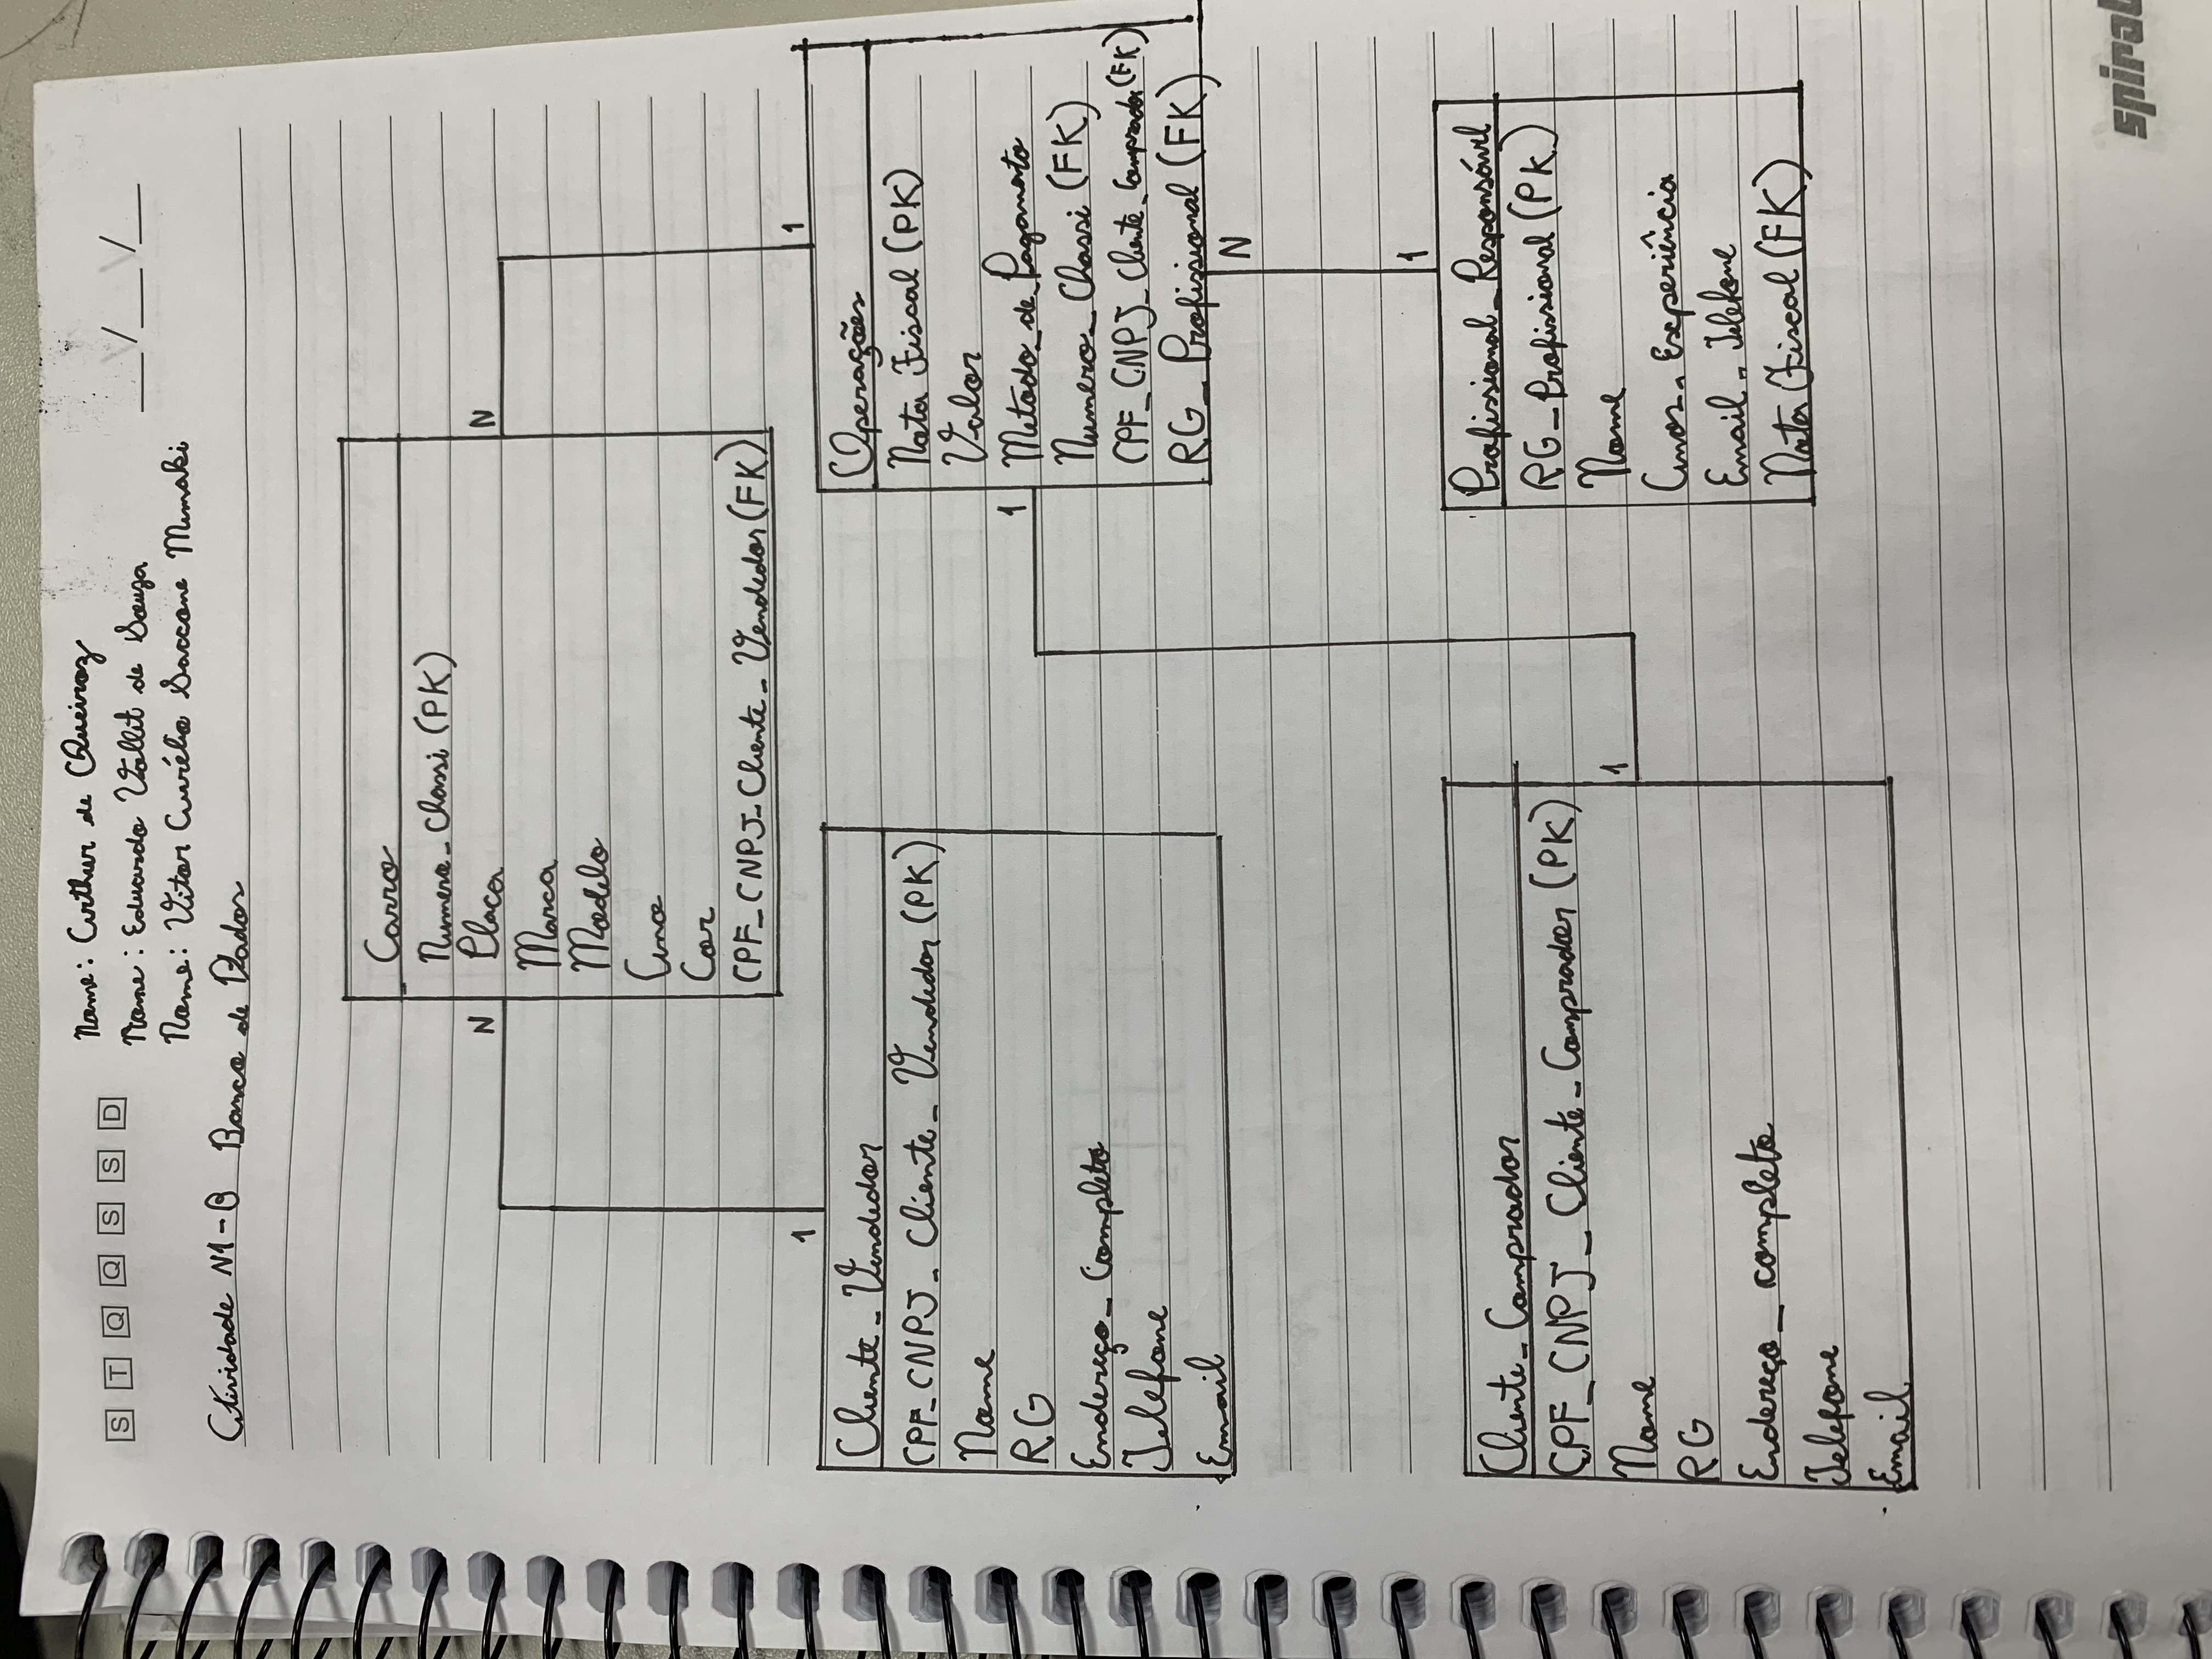 S T Q Q S S D
Nome: Arthur de Queiroz
Nome: Eduardo Vallit de Souza
__/__/__
Nome: Vitor Aurélio Saccone Mimaki
Atividade N1-B Banco de Dados
Carro
Numero_Chassi (PK)
Placa
Marca
Modelo
Ano
Cor
CPF_CNPJ_Cliente_Vendedor (FK)
N
N
1
1
Cliente_Vendedor
CPF_CNPJ_Cliente_Vendedor (PK)
Nome
RG
Endereço_Completo
Telefone
Email
Operações
Nota Fiscal (PK)
Valor
Metodo_de_Pagamato
Numero_Chassi (FK)
CPF_CNPJ_Cliente_Comprador (FK)
RG_Profissional (FK)
1
N
1
1
Cliente_Comprador
CPF_CNPJ_Cliente_Comprador (PK)
Nome
RG
Endereço_completo
Telefone
Email
Profissional_Responsável
RG_Profissional (PK)
Nome
Anos_Experiência
Email_Telefone
Nota Fiscal (FK)
spiral